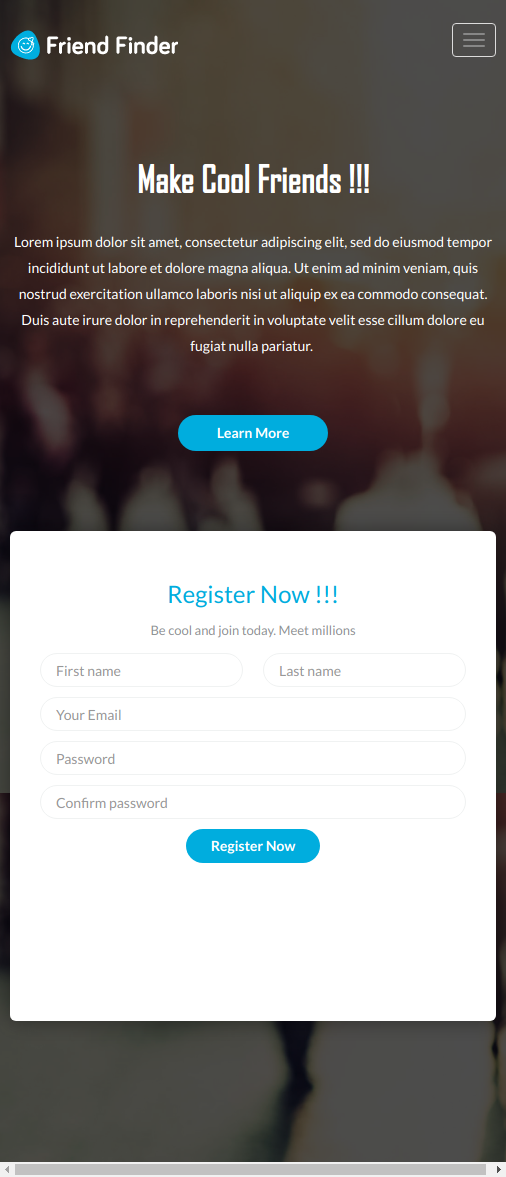 Friend Finder
Make Cool Friends !!!
Lorem ipsum dolor sit amet, consectetur adipiscing elit, sed do eiusmod tempor
incididunt ut labore et dolore magna aliqua. Ut enim ad minim veniam, quis
nostrud exercitation ullamco laboris nisi ut aliquip ex ea commodo consequat.
Duis aute irure dolor in reprehenderit in voluptate velit esse cillum dolore eu
fugiat nulla pariatur.
Learn More
Register Now !!!
Be cool and join today. Meet millions
First name Last name
Your Email
Password
Confirm password
Register Now